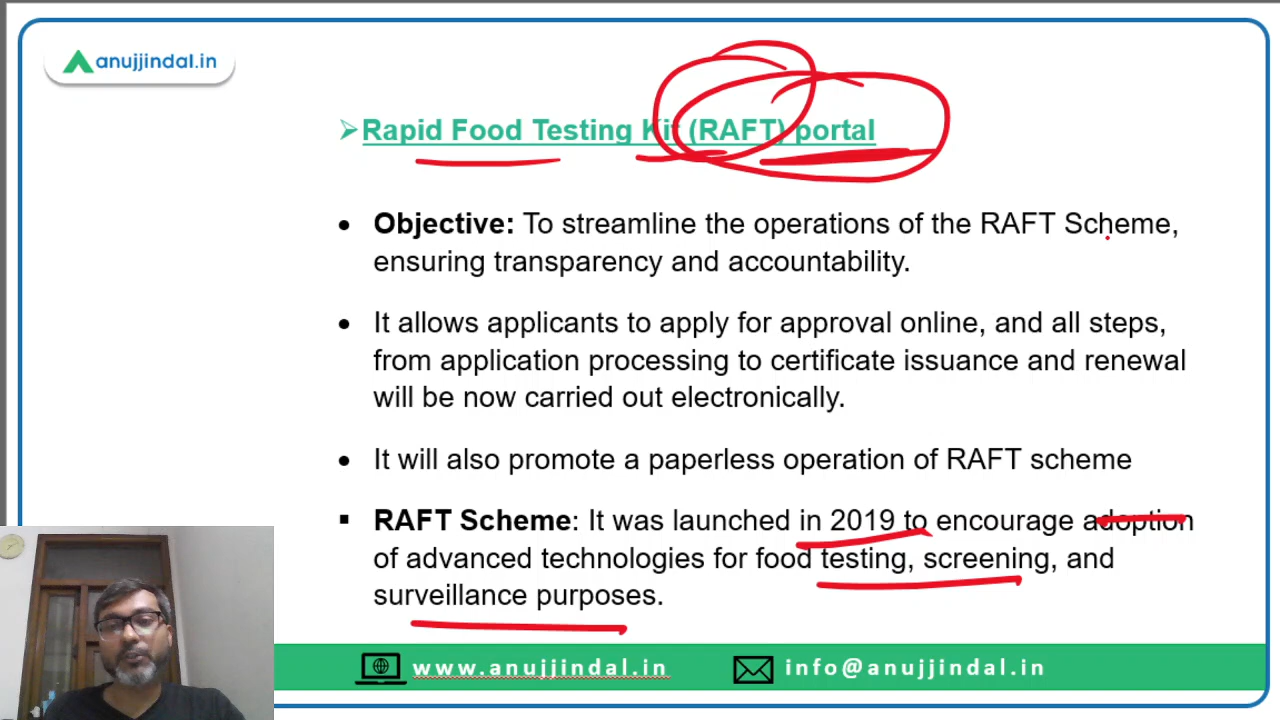 anujjindal.in
➢Rapid Food Testing Kit (RAFT) portal
• Objective: To streamline the operations of the RAFT Scheme,
ensuring transparency and accountability.
• It allows applicants to apply for approval online, and all steps,
from application processing to certificate issuance and renewal
will be now carried out electronically.
• It will also promote a paperless operation of RAFT scheme
▪ RAFT Scheme: It was launched in 2019 to encourage adoption
of advanced technologies for food testing, screening, and
surveillance purposes.
www.anujjindal.in info@anujjindal.in